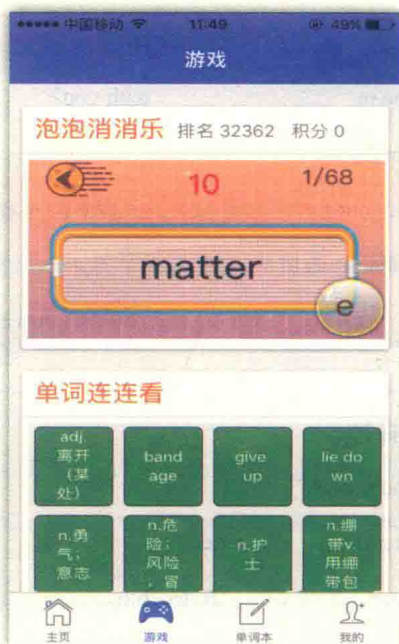 中国移动 11:49 49%
游戏
泡泡消消乐 排名 32362 积分 0
10 1/68
matter
e
单词连连看
adj.
离开
（某
处）
band
age
give
up
lie do
wn
n.勇
气；
意志
n.危
险；
风险
，冒
n.护
士
n.绷
带v.
用绷
带包
主页 游戏 单词本 我的